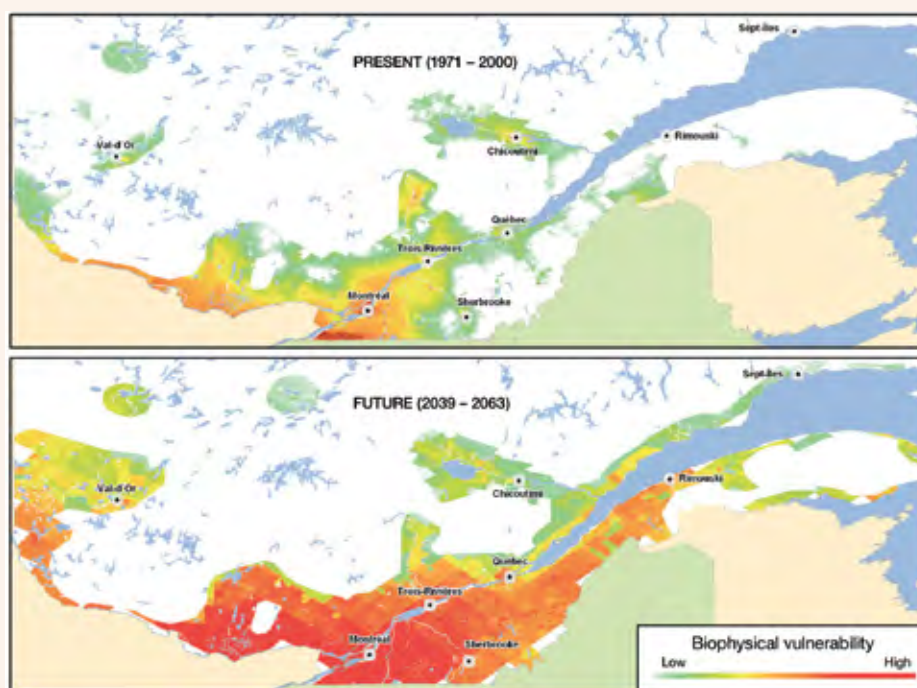 PRESENT (1971 – 2000)
Sept-Îles
Val-d'Or
Chicoutimi
Rimouski
Québec
Trois-Rivières
Montréal
Sherbrooke
FUTURE (2039 – 2063)
Sept-Îles
Rimouski
Val-d'Or
Chicoutimi
Québec
Trois-Rivières
Montréal
Sherbrooke
Biophysical vulnerability
Low High